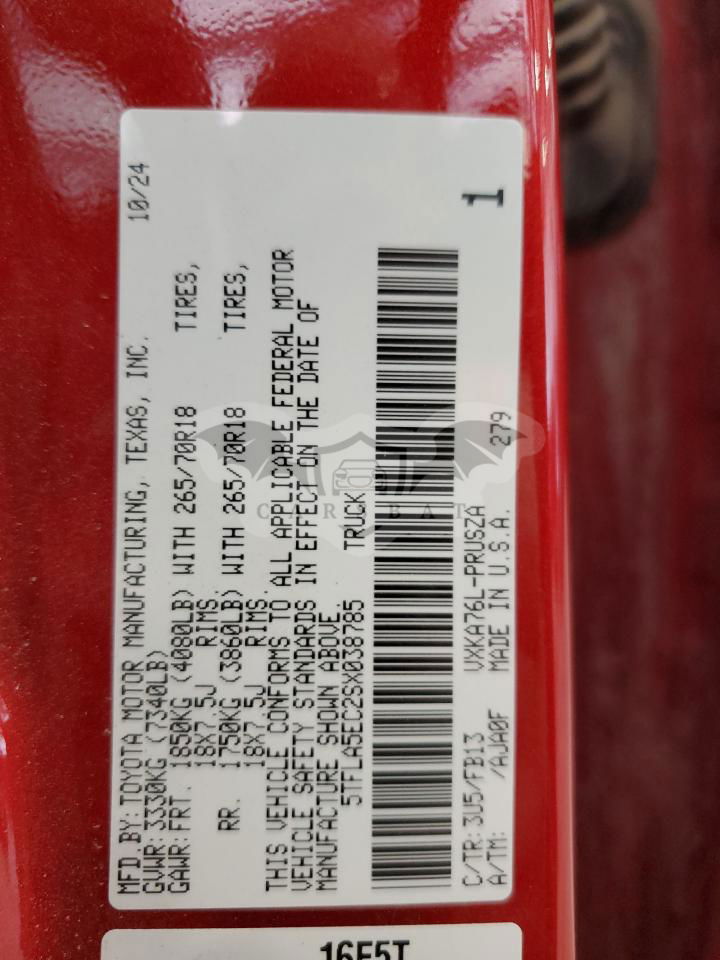 MFD BY: TOYOTA MOTOR MANUFACTURING, TEXAS, INC. 10/24
GVWR: 3330KG (7340LB)
GAWR: FRT. 1850KG (4080LB) WITH 265/70R18 TIRES,
18X7.5J RIMS.
RR. 1750KG (3860LB) WITH 265/70R18 TIRES,
18X7.5J RIMS.
THIS VEHICLE CONFORMS TO ALL APPLICABLE FEDERAL MOTOR
VEHICLE SAFETY STANDARDS IN EFFECT ON THE DATE OF
MANUFACTURE SHOWN ABOVE.
5TFLA5EC2SX038785 TRUCK
1
C/TR: 3U5/FB13 VXKA76L-PRUSZA 279
A/TM: /AJA0F MADE IN U.S.A.
CARSBAT
16E5T